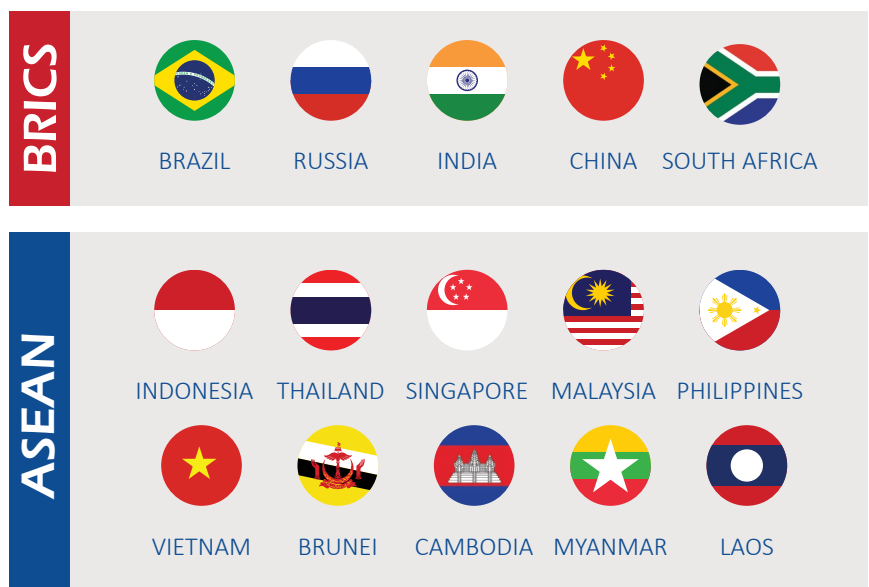 BRICS
BRAZIL RUSSIA INDIA CHINA SOUTH AFRICA
ASEAN
INDONESIA THAILAND SINGAPORE MALAYSIA PHILIPPINES
VIETNAM BRUNEI CAMBODIA MYANMAR LAOS